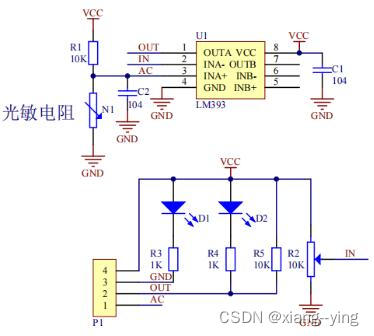 VCC
VCC
U1
R1
10K
OUT 1 OUTA VCC 8
IN 2 INA- OUTB 7
AC 3 INA+ INB- 6
4 GND INB+ 5
LM393
C1
104
GND
C2
104
光敏电阻
N1
GND
GND
GND
VCC
D1
D2
R3
1K
R4
1K
R5
10K
R2
10K
IN
4
3 GND
2 OUT
1 AC
P1
GND
CSDN @xiang--ying